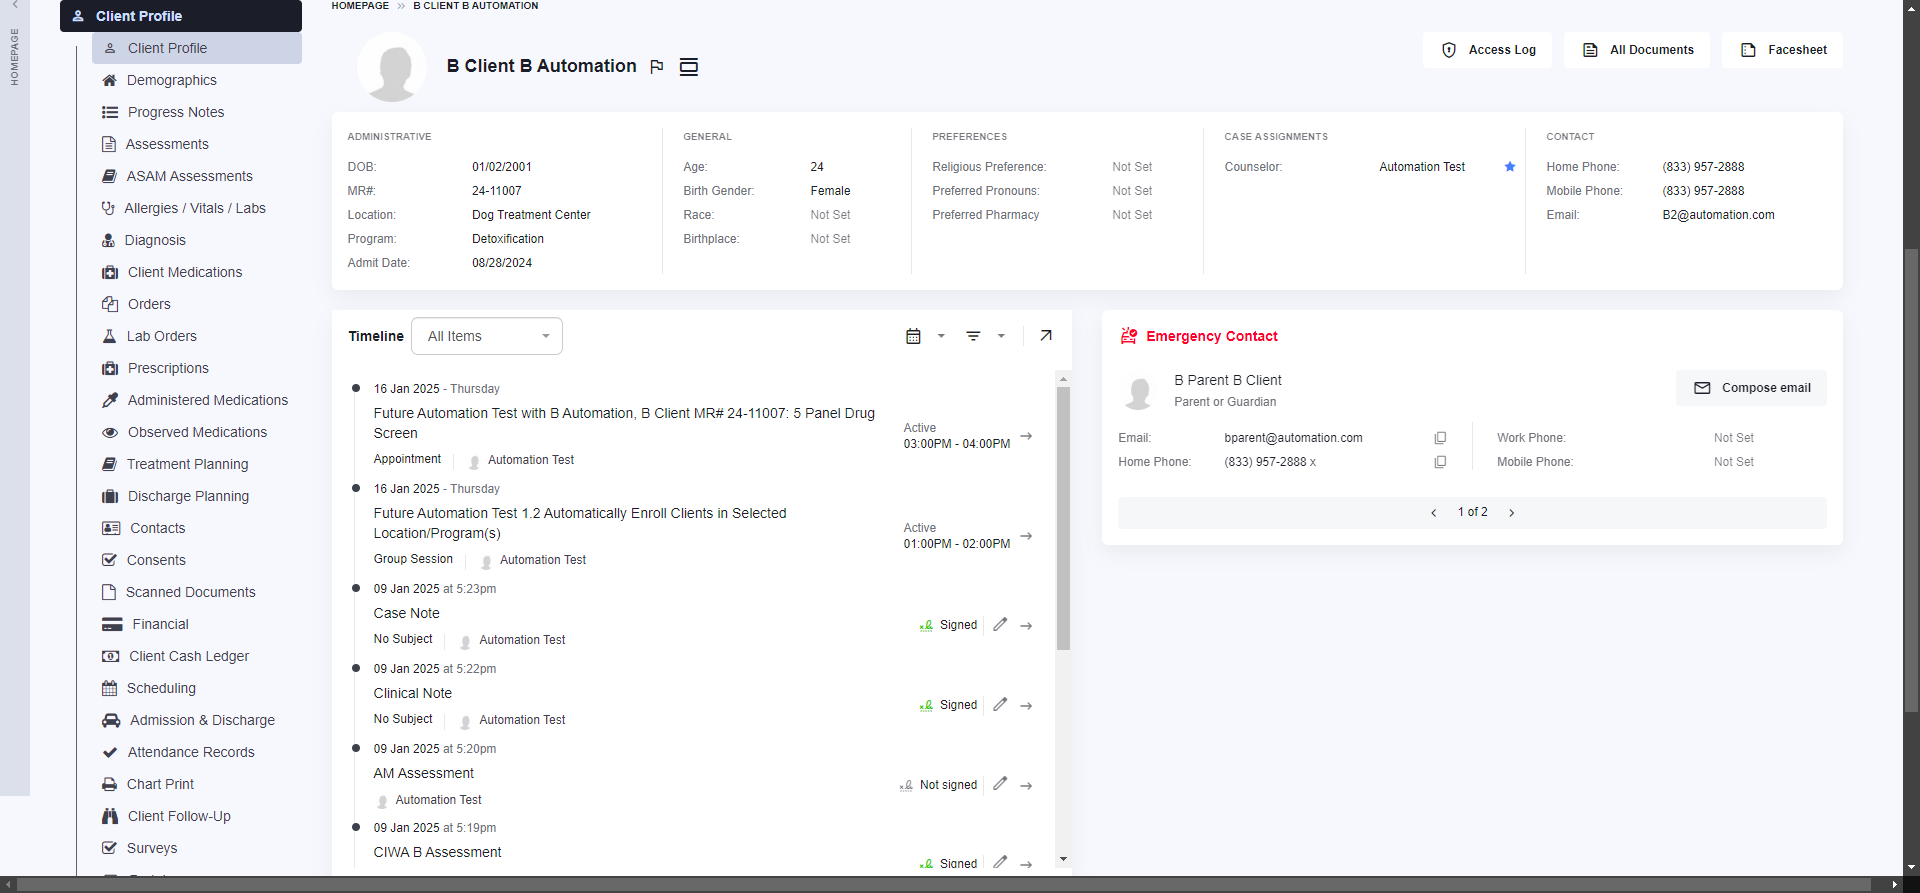 HOMEPAGE
Client Profile
Client Profile
Demographics
Progress Notes
Assessments
ASAM Assessments
Allergies / Vitals / Labs
Diagnosis
Client Medications
Orders
Lab Orders
Prescriptions
Administered Medications
Observed Medications
Treatment Planning
Discharge Planning
Contacts
Consents
Scanned Documents
Financial
Client Cash Ledger
Scheduling
Admission & Discharge
Attendance Records
Chart Print
Client Follow-Up
Surveys
HOMEPAGE >> B CLIENT B AUTOMATION
B Client B Automation
Access Log
All Documents
Facesheet
ADMINISTRATIVE
DOB: 01/02/2001
MR#: 24-11007
Location: Dog Treatment Center
Program: Detoxification
Admit Date: 08/28/2024
GENERAL
Age: 24
Birth Gender: Female
Race: Not Set
Birthplace: Not Set
PREFERENCES
Religious Preference: Not Set
Preferred Pronouns: Not Set
Preferred Pharmacy Not Set
CASE ASSIGNMENTS
Counselor: Automation Test
CONTACT
Home Phone: (833) 957-2888
Mobile Phone: (833) 957-2888
Email: B2@automation.com
Timeline All Items
16 Jan 2025 - Thursday
Future Automation Test with B Automation, B Client MR# 24-11007: 5 Panel Drug
Screen
Appointment Automation Test
Active
03:00PM - 04:00PM
16 Jan 2025 - Thursday
Future Automation Test 1.2 Automatically Enroll Clients in Selected
Location/Program(s)
Group Session Automation Test
Active
01:00PM - 02:00PM
09 Jan 2025 at 5:23pm
Case Note
No Subject Automation Test
Signed
09 Jan 2025 at 5:22pm
Clinical Note
No Subject Automation Test
Signed
09 Jan 2025 at 5:20pm
AM Assessment
Automation Test
Not signed
09 Jan 2025 at 5:19pm
CIWA B Assessment
Signed
Emergency Contact
B Parent B Client
Parent or Guardian
Compose email
Email: bparent@automation.com
Home Phone: (833) 957-2888 x
Work Phone: Not Set
Mobile Phone: Not Set
1 of 2